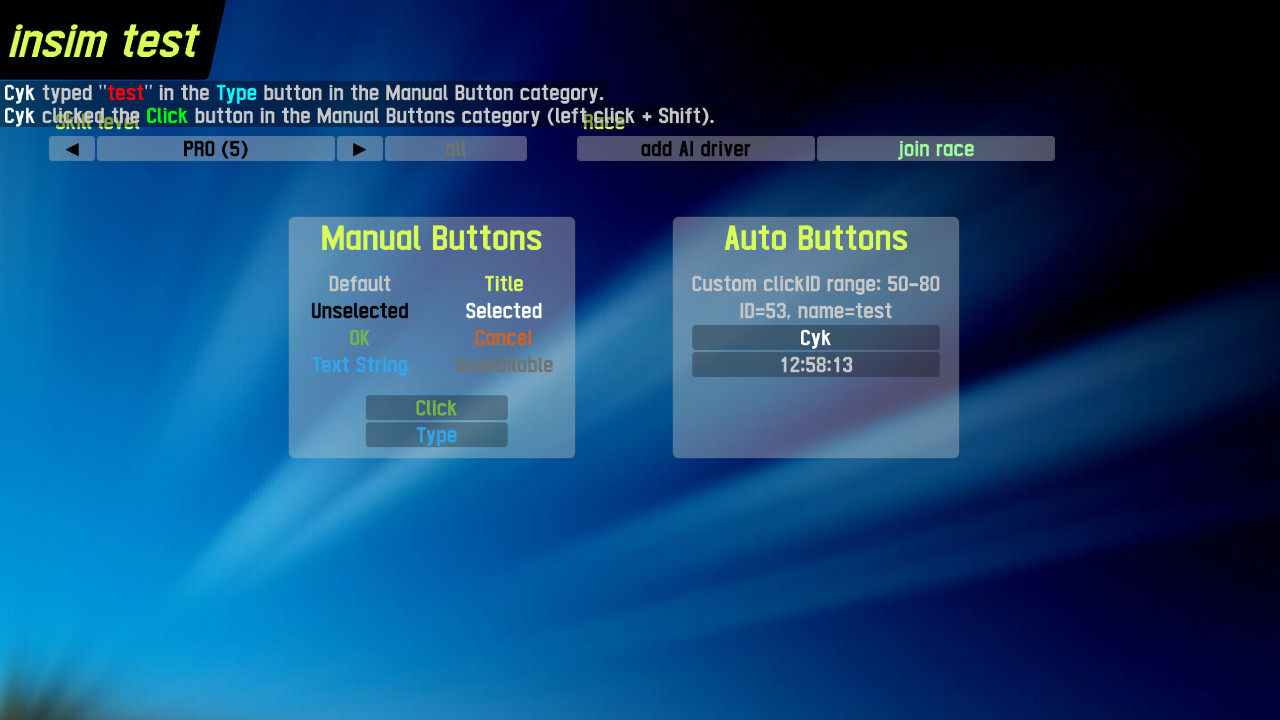 insim test
Cyk typed "test" in the Type button in the Manual Button category.
Cyk clicked the Click button in the Manual Buttons category (left click + Shift).
Skill level
Race
◄ PRO (5) ► all
add AI driver join race
Manual Buttons
Default Title
Unselected Selected
OK Cancel
Text String Unavailable
Click
Type
Auto Buttons
Custom clickID range: 50-80
ID=53, name=test
Cyk
12:58:13